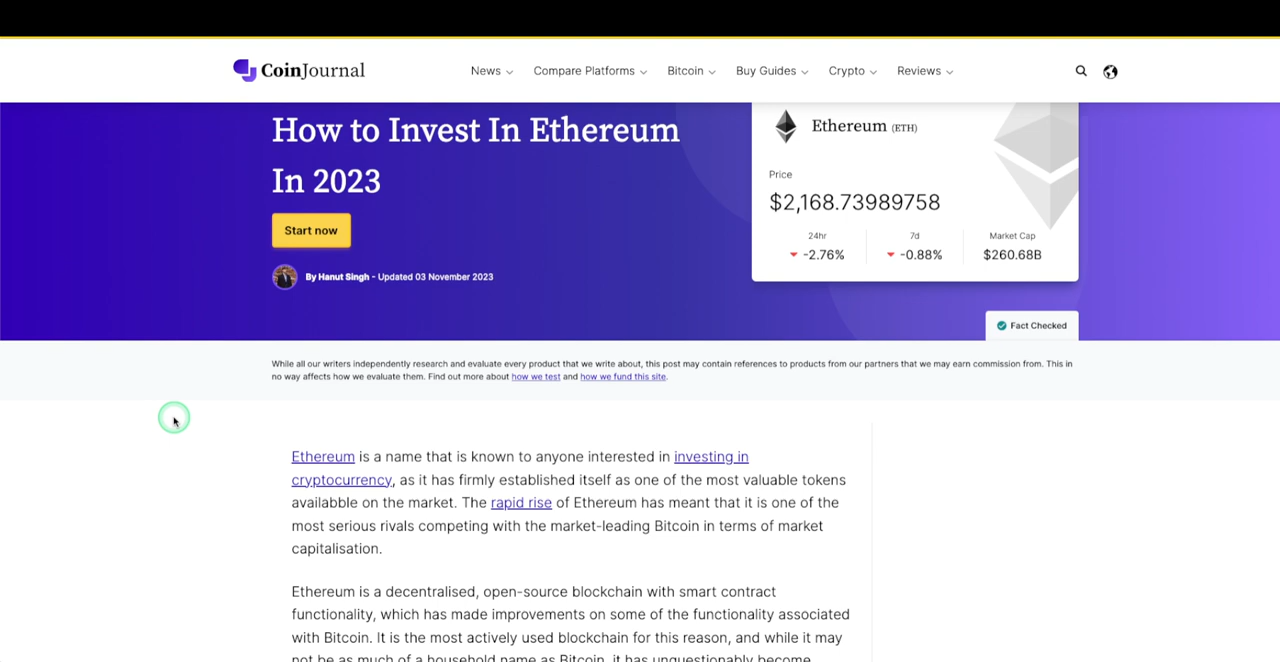 CoinJournal
News
Compare Platforms
Bitcoin
Buy Guides
Crypto
Reviews
How to Invest In Ethereum
In 2023
Start now
By Hanut Singh - Updated 03 November 2023
Ethereum (ETH)
Price
$2,168.73989758
24hr
7d
Market Cap
-2.76%
-0.88%
$260.68B
Fact Checked
While all our writers independently research and evaluate every product that we write about, this post may contain references to products from our partners that we may earn commission from. This in
no way affects how we evaluate them. Find out more about how we test and how we fund this site.
Ethereum is a name that is known to anyone interested in investing in
cryptocurrency, as it has firmly established itself as one of the most valuable tokens
availabble on the market. The rapid rise of Ethereum has meant that it is one of the
most serious rivals competing with the market-leading Bitcoin in terms of market
capitalisation.
Ethereum is a decentralised, open-source blockchain with smart contract
functionality, which has made improvements on some of the functionality associated
with Bitcoin. It is the most actively used blockchain for this reason, and while it may
not be as much of a household name as Bitcoin, it has unquestionably become